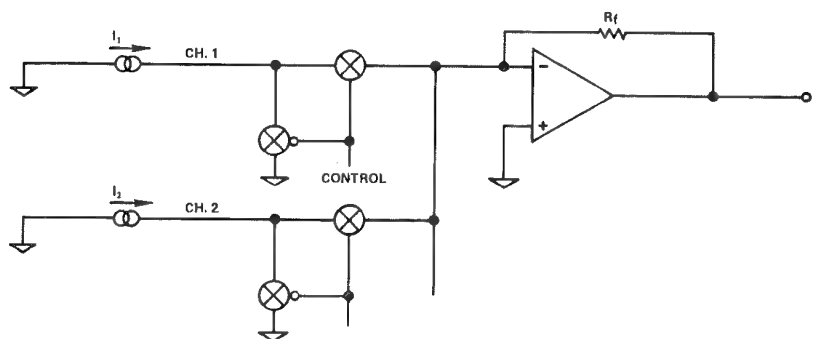 I₁
CH. 1
Rf
−
+
CONTROL
I₂
CH. 2